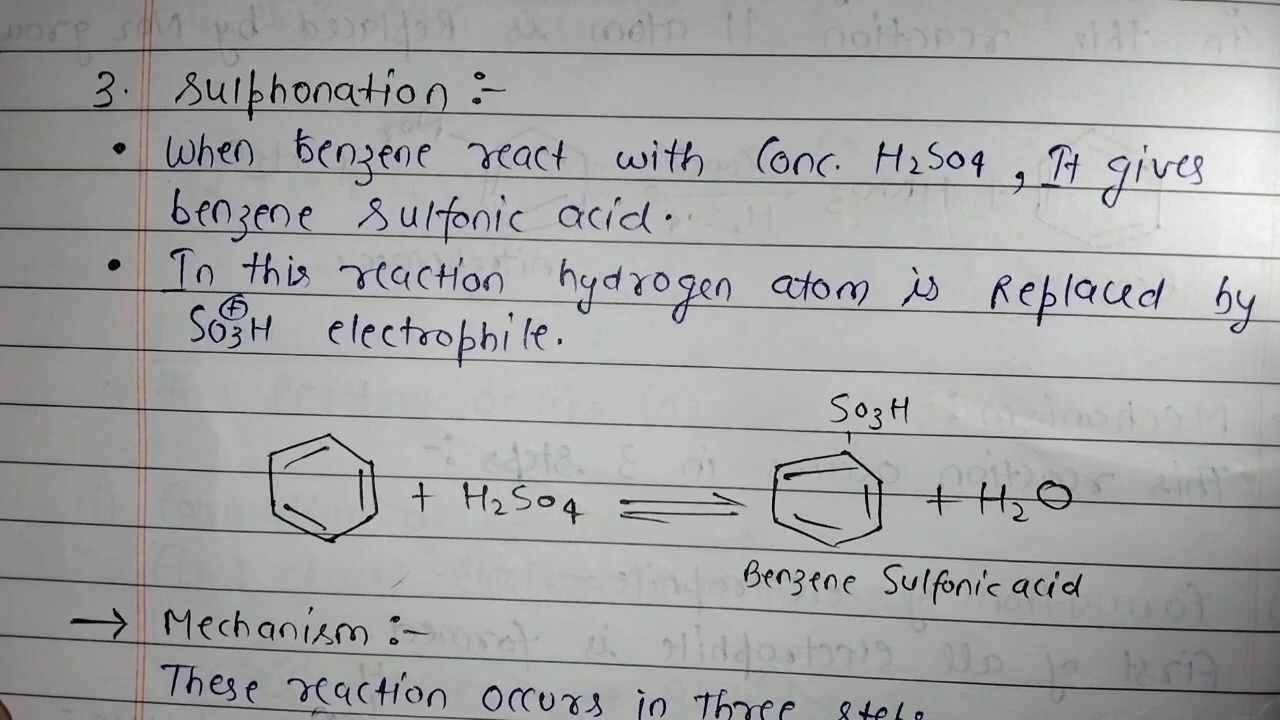 3. Sulphonation :-
• When benzene react with Conc. H2SO4, It gives
benzene sulfonic acid.
• In this reaction hydrogen atom is Replaced by
SO3H⊕ electrophile.
SO3H
+ H2SO4 ⇌ + H2O
Benzene Sulfonic acid
→ Mechanism :-
These reaction occurs in three steps